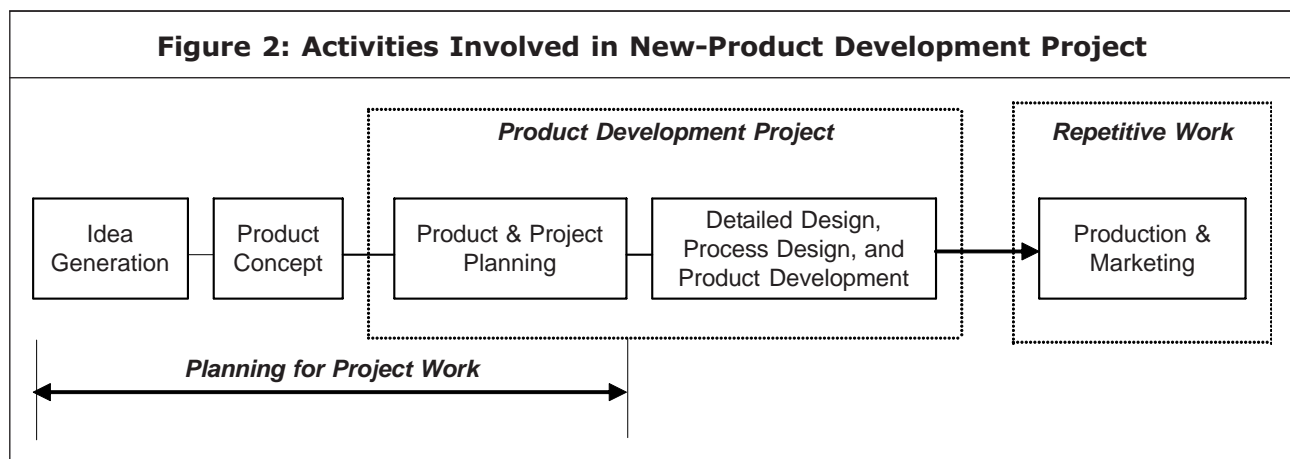 Figure 2: Activities Involved in New-Product Development Project
Product Development Project
Repetitive Work
Idea
Generation
Product
Concept
Product & Project
Planning
Detailed Design,
Process Design, and
Product Development
Production &
Marketing
Planning for Project Work